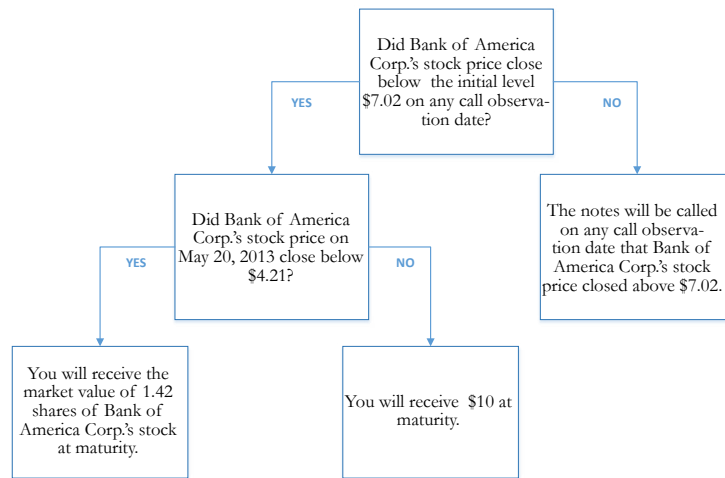 Did Bank of America
Corp.'s stock price close
below the initial level
$7.02 on any call observa-
tion date?
YES
NO
Did Bank of America
Corp.'s stock price on
May 20, 2013 close below
$4.21?
The notes will be called
on any call observa-
tion date that Bank of
America Corp.'s stock
price closed above $7.02.
YES
NO
You will receive the
market value of 1.42
shares of Bank of
America Corp.'s stock
at maturity.
You will receive $10 at
maturity.